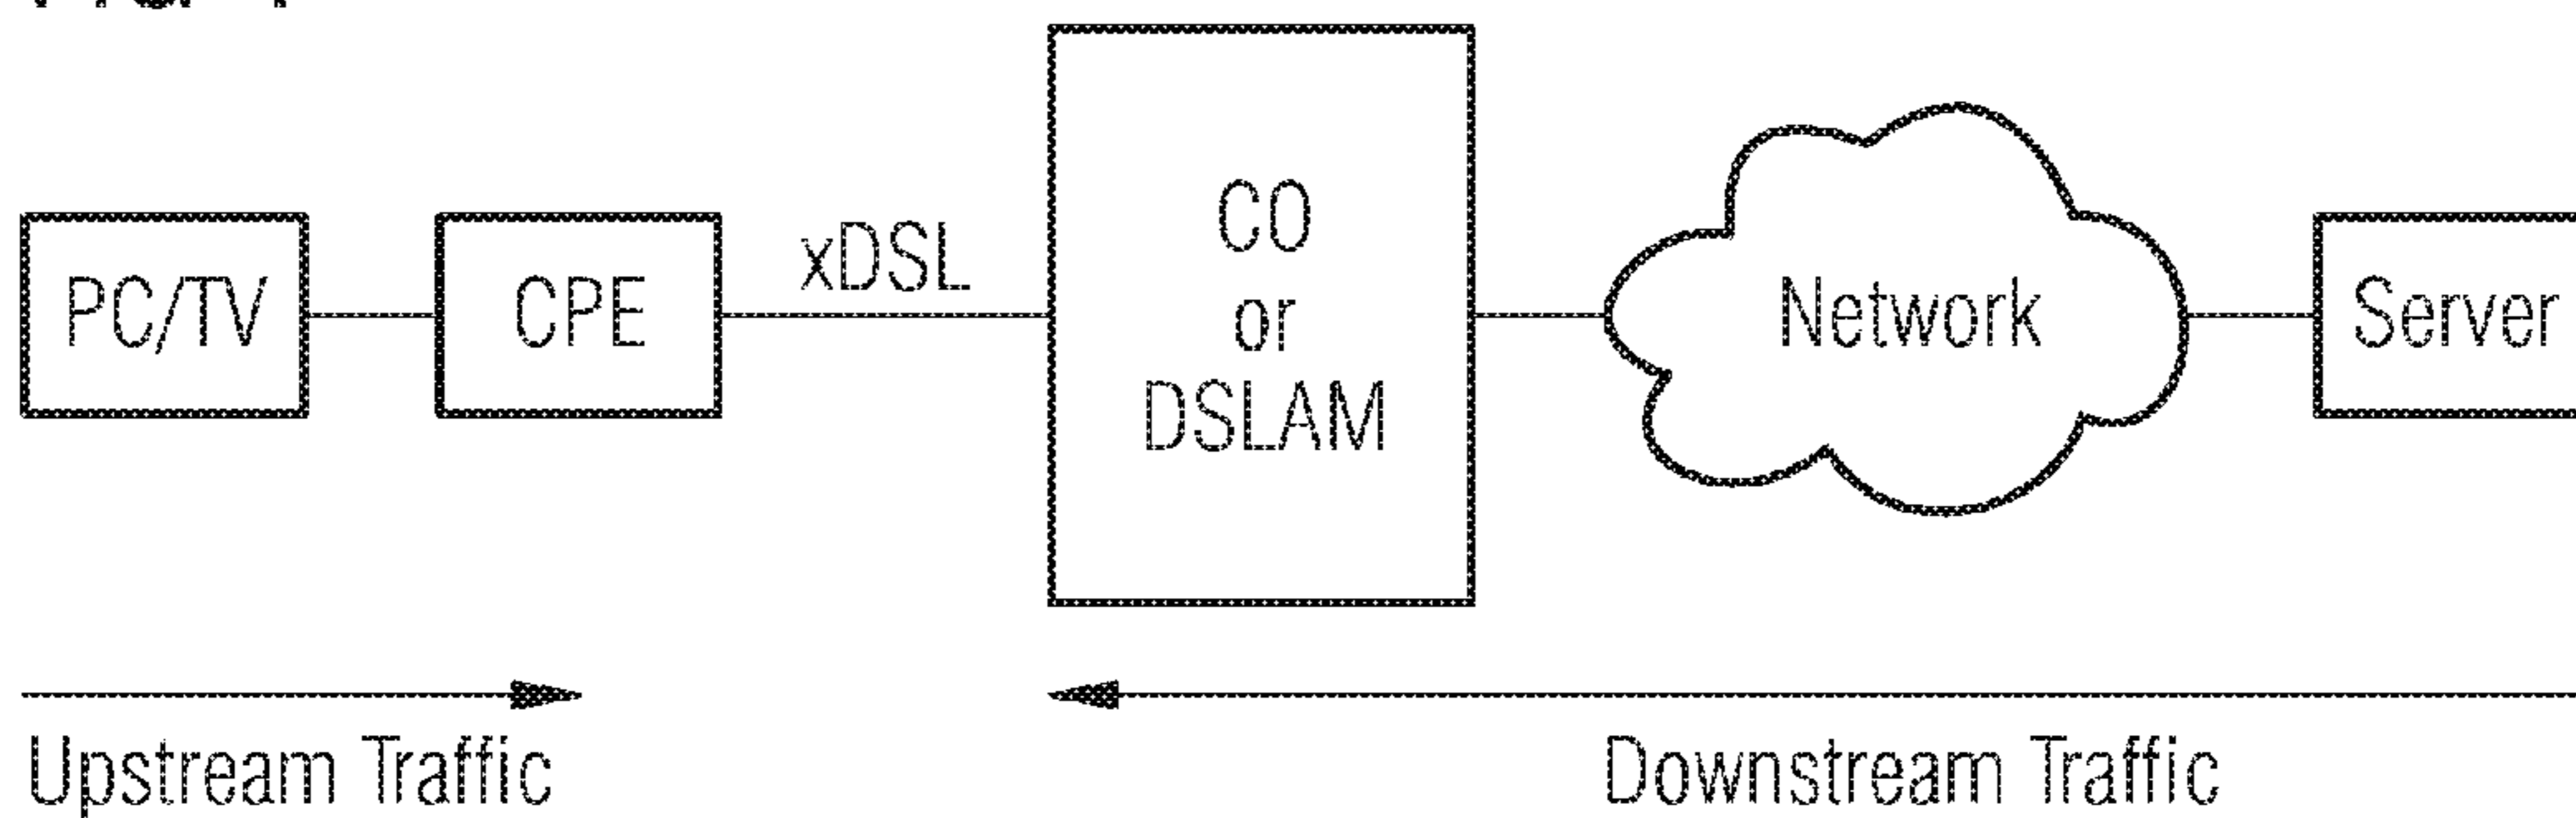 PC/TV
CPE
xDSL
CO
or
DSLAM
Network
Server
Upstream Traffic
Downstream Traffic